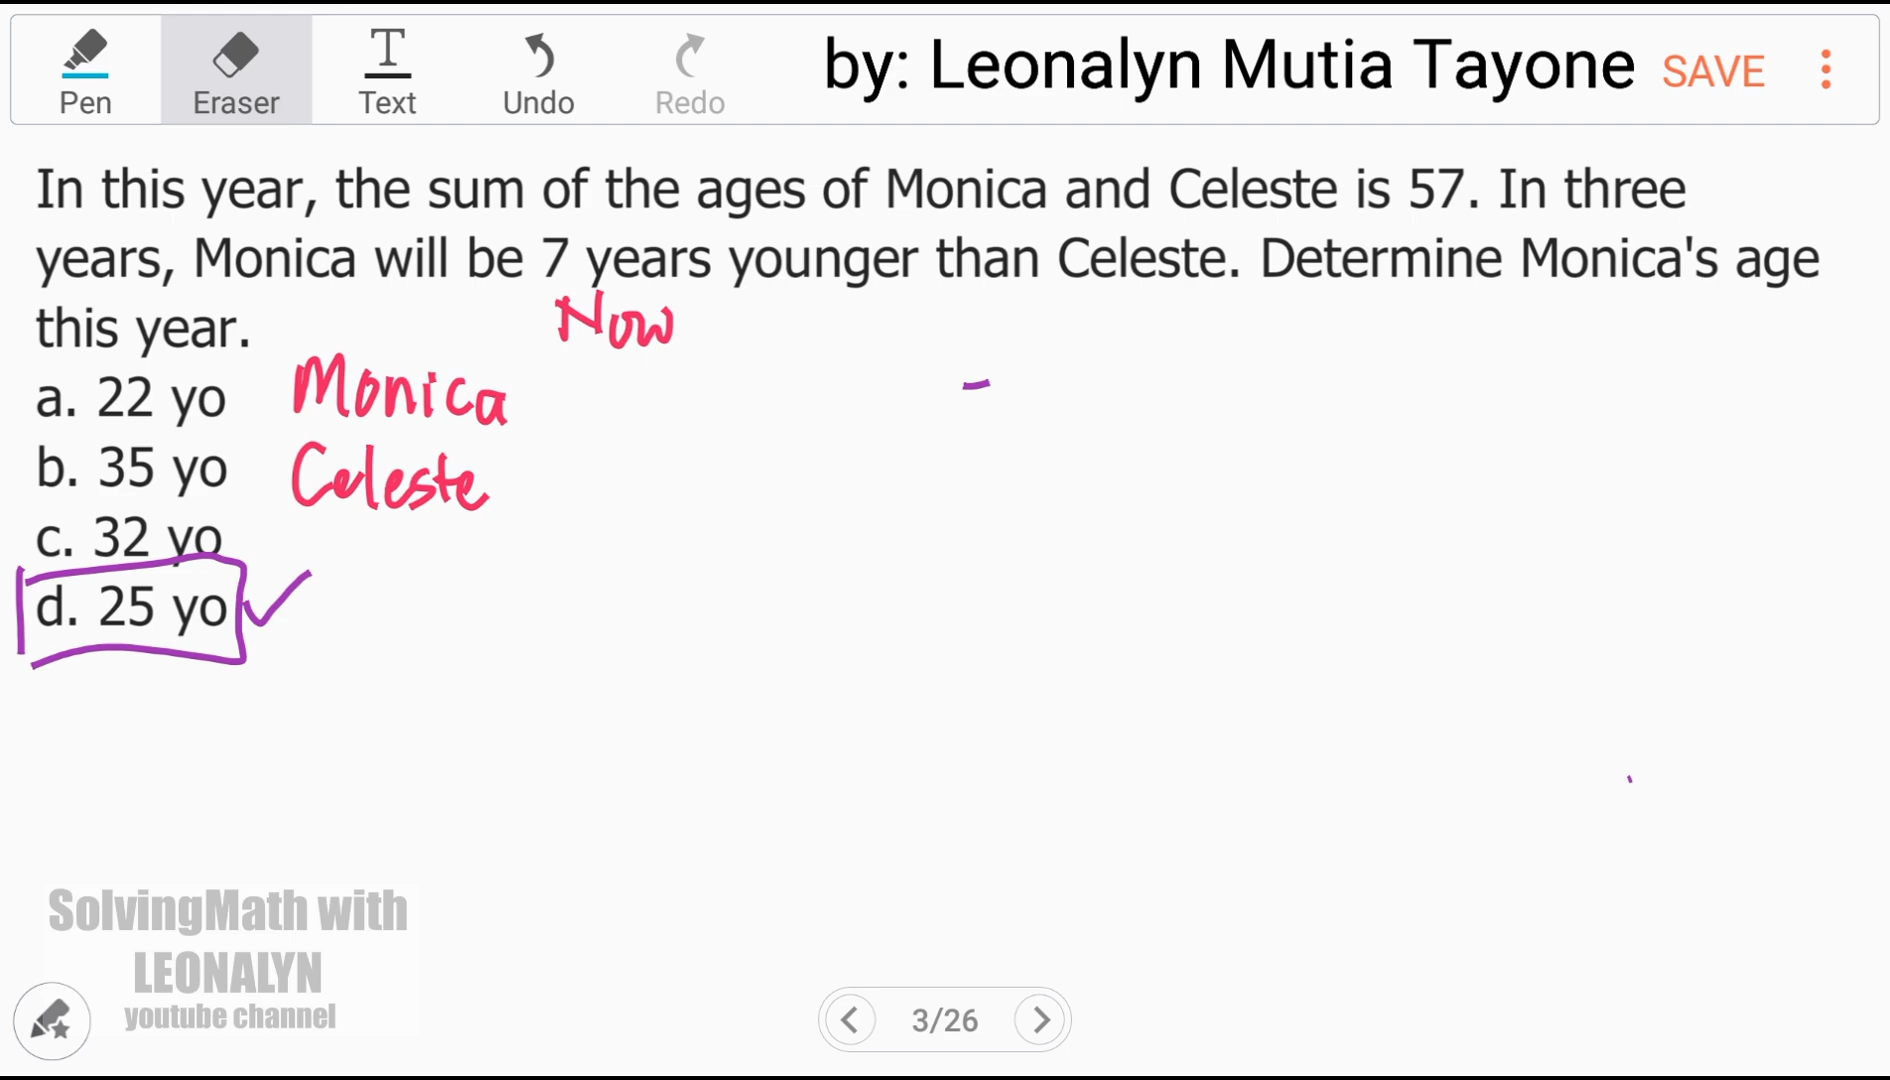 Pen
Eraser
Text
Undo
Redo
by: Leonalyn Mutia Tayone
SAVE
In this year, the sum of the ages of Monica and Celeste is 57. In three
years, Monica will be 7 years younger than Celeste. Determine Monica's age
this year.
Now
a. 22 yo
Monica
b. 35 yo
Celeste
c. 32 yo
d. 25 yo
SolvingMath with
LEONALYN
youtube channel
3/26